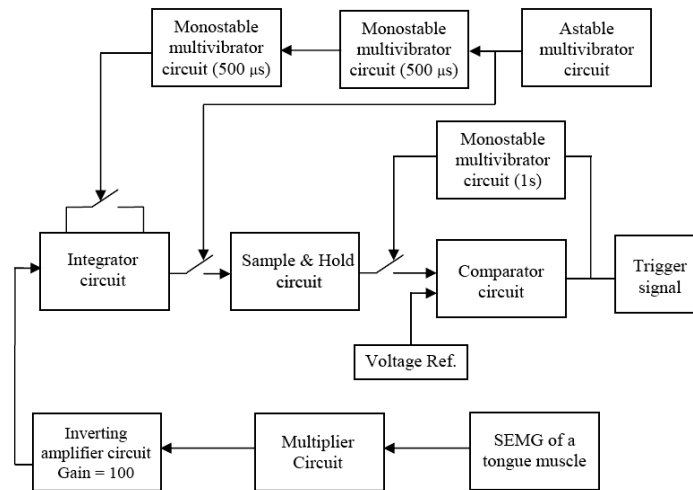 Monostable
multivibrator
circuit (500 µs)
Monostable
multivibrator
circuit (500 µs)
Astable
multivibrator
circuit
Monostable
multivibrator
circuit (1s)
Integrator
circuit
Sample & Hold
circuit
Comparator
circuit
Trigger
signal
Voltage Ref.
Inverting
amplifier circuit
Gain = 100
Multiplier
Circuit
SEMG of a
tongue muscle